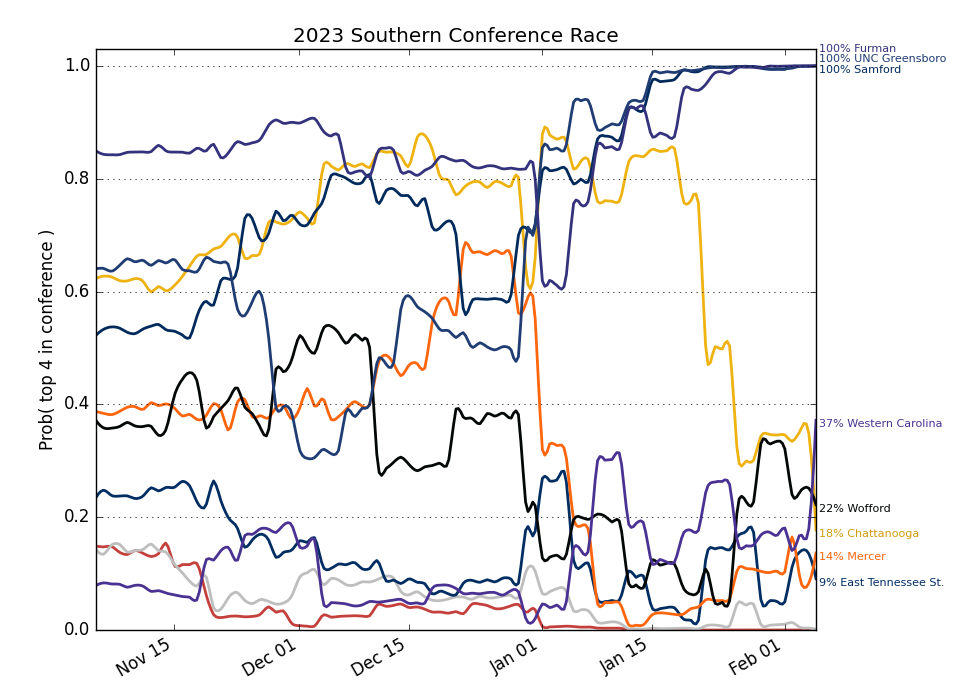 2023 Southern Conference Race
Prob( top 4 in conference )
1.0
0.8
0.6
0.4
0.2
0.0
Nov 15
Dec 01
Dec 15
Jan 01
Jan 15
Feb 01
100% Furman
100% UNC Greensboro
100% Samford
37% Western Carolina
22% Wofford
18% Chattanooga
14% Mercer
9% East Tennessee St.